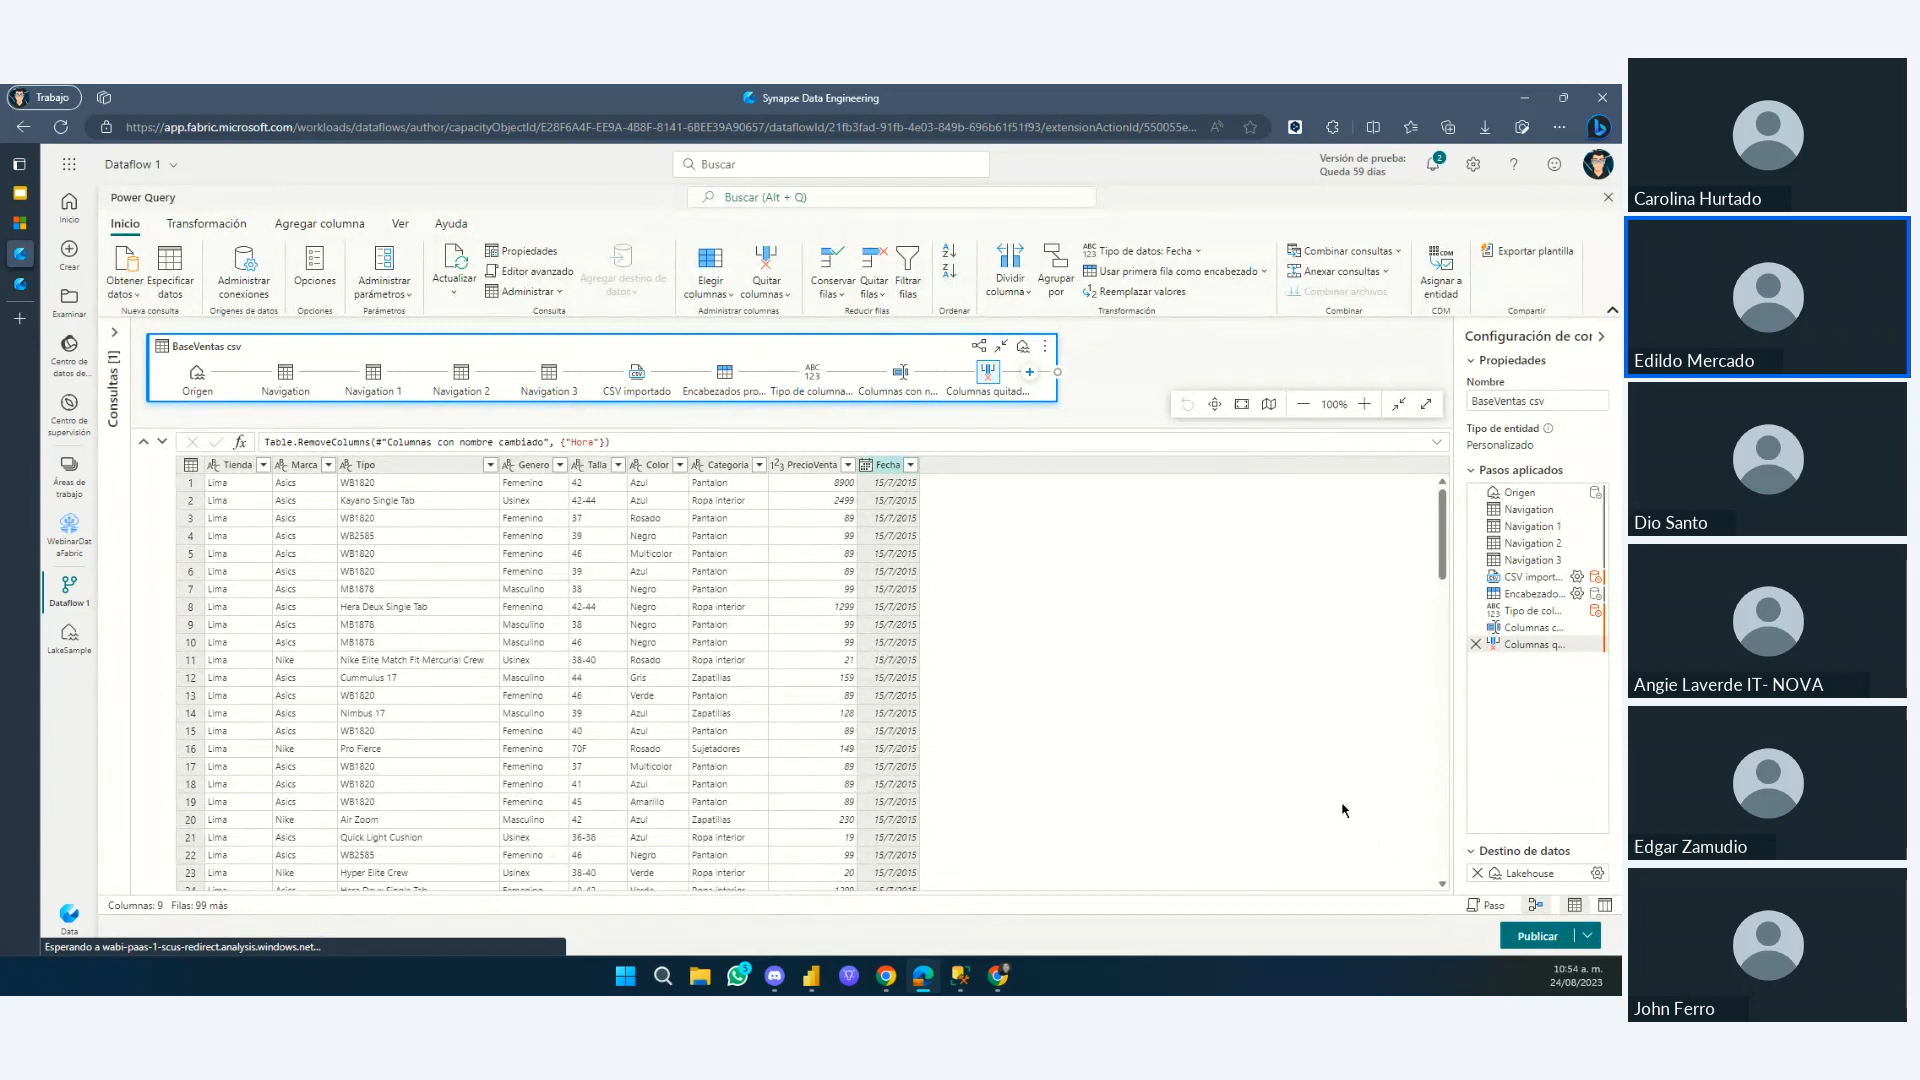 Trabajo
Synapse Data Engineering
https://app.fabric.microsoft.com/workloads/dataflows/author/capacityObjectId/E28F6A4F-EE9A-4B8F-8141-6BEE39A90657/dataflowId/21fb3fad-91fb-4e03-849b-696b61f51f93/extensionActionId/550055e...
Dataflow 1
Buscar
Versión de prueba:
Queda 59 días
2
Power Query
Buscar (Alt + Q)
Inicio Transformación Agregar columna Ver Ayuda
Obtener datos
Especificar datos
Nueva consulta
Administrar conexiones
Orígenes de datos
Opciones
Opciones
Administrar parámetros
Parámetros
Actualizar
Propiedades
Editor avanzado
Administrar
Agregar destino de datos
Consulta
Elegir columnas
Quitar columnas
Administrar columnas
Conservar filas
Quitar filas
Filtrar filas
Reducir filas
Ordenar
Dividir columna
Agrupar por
Tipo de datos: Fecha
Usar primera fila como encabezado
Reemplazar valores
Transformación
Combinar consultas
Anexar consultas
Combinar archivos
Combinar
Asignar a entidad
CDM
Exportar plantilla
Compartir
Inicio
Crear
Examinar
Centro de datos de...
Centro de supervisión
Áreas de trabajo
WebinarDataFabric
Dataflow 1
LakeSample
Data
Consultas [1]
BaseVentas csv
Origen Navigation Navigation 1 Navigation 2 Navigation 3 CSV importado Encabezados pro... Tipo de columna... Columnas con n... Columnas quitad...
100%
fx Table.RemoveColumns(#"Columnas con nombre cambiado", {"Hora"})
Tienda Marca Tipo Genero Talla Color Categoria PrecioVenta Fecha
1 Lima Asics WB1820 Femenino 42 Azul Pantalon 8900 15/7/2015
2 Lima Asics Kayano Single Tab Usinex 42-44 Azul Ropa interior 2499 15/7/2015
3 Lima Asics WB1820 Femenino 37 Rosado Pantalon 89 15/7/2015
4 Lima Asics WB2585 Femenino 39 Negro Pantalon 99 15/7/2015
5 Lima Asics WB1820 Femenino 46 Multicolor Pantalon 89 15/7/2015
6 Lima Asics WB1820 Femenino 39 Azul Pantalon 89 15/7/2015
7 Lima Asics MB1878 Masculino 38 Negro Pantalon 99 15/7/2015
8 Lima Asics Hera Deux Single Tab Femenino 42-44 Negro Ropa interior 1299 15/7/2015
9 Lima Asics MB1878 Masculino 38 Negro Pantalon 99 15/7/2015
10 Lima Asics MB1878 Masculino 46 Negro Pantalon 99 15/7/2015
11 Lima Nike Nike Elite Match Fit Mercurial Crew Usinex 38-40 Rosado Ropa interior 21 15/7/2015
12 Lima Asics Cummulus 17 Masculino 44 Gris Zapatillas 159 15/7/2015
13 Lima Asics WB1820 Femenino 46 Verde Pantalon 89 15/7/2015
14 Lima Asics Nimbus 17 Masculino 39 Azul Zapatillas 128 15/7/2015
15 Lima Asics WB1820 Femenino 40 Azul Pantalon 89 15/7/2015
16 Lima Nike Pro Fierce Femenino 70F Rosado Sujetadores 149 15/7/2015
17 Lima Asics WB1820 Femenino 37 Multicolor Pantalon 89 15/7/2015
18 Lima Asics WB1820 Femenino 41 Azul Pantalon 89 15/7/2015
19 Lima Asics WB1820 Femenino 45 Amarillo Pantalon 89 15/7/2015
20 Lima Nike Air Zoom Masculino 42 Azul Zapatillas 230 15/7/2015
21 Lima Asics Quick Light Cushion Usinex 36-38 Azul Ropa interior 19 15/7/2015
22 Lima Asics WB2585 Femenino 46 Negro Pantalon 99 15/7/2015
23 Lima Nike Hyper Elite Crew Usinex 38-40 Verde Ropa interior 20 15/7/2015
Columnas: 9 Filas: 99 más
Configuración de cor
Propiedades
Nombre
BaseVentas csv
Tipo de entidad
Personalizado
Pasos aplicados
Origen
Navigation
Navigation 1
Navigation 2
Navigation 3
CSV import...
Encabezado...
Tipo de col...
Columnas c...
Columnas q...
Destino de datos
Lakehouse
Paso
Publicar
Esperando a wabi-paas-1-scus-redirect.analysis.windows.net...
5
10:54 a. m.
24/08/2023
Carolina Hurtado
Edildo Mercado
Dio Santo
Angie Laverde IT- NOVA
Edgar Zamudio
John Ferro